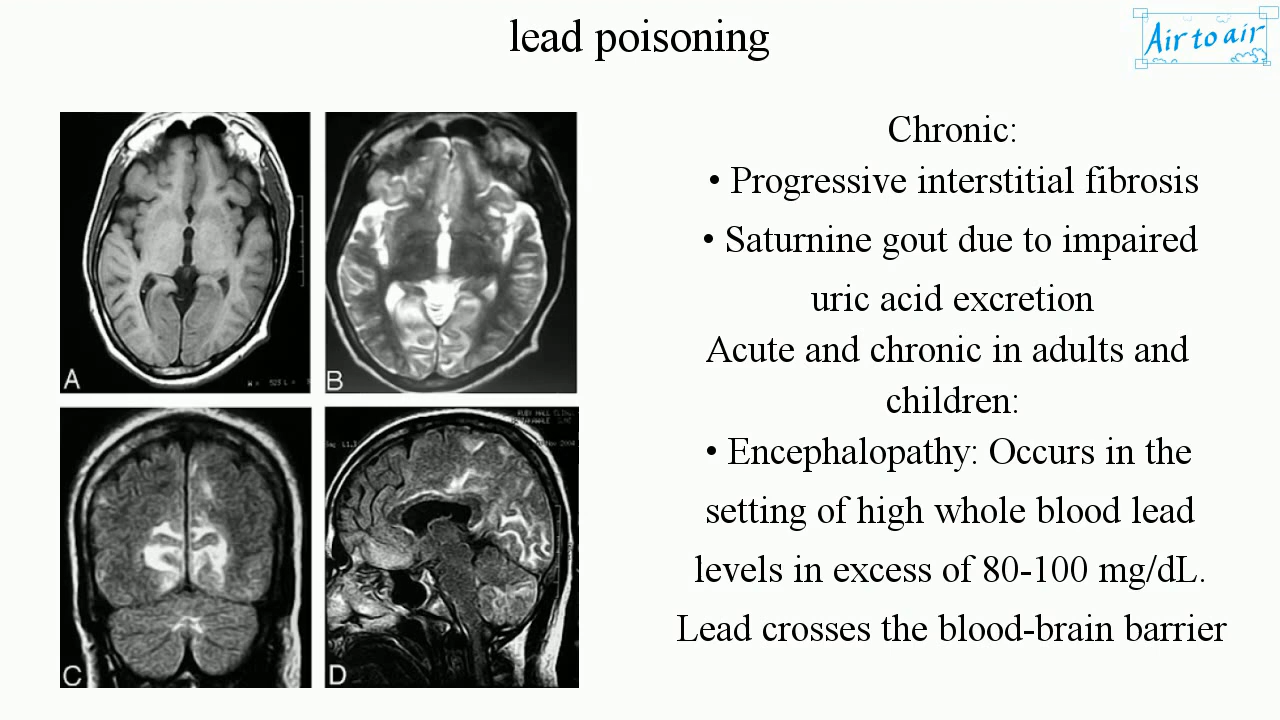 lead poisoning
Air to air
Chronic:
• Progressive interstitial fibrosis
• Saturnine gout due to impaired
uric acid excretion
Acute and chronic in adults and
children:
• Encephalopathy: Occurs in the
setting of high whole blood lead
levels in excess of 80-100 mg/dL.
Lead crosses the blood-brain barrier
A
B
C
D